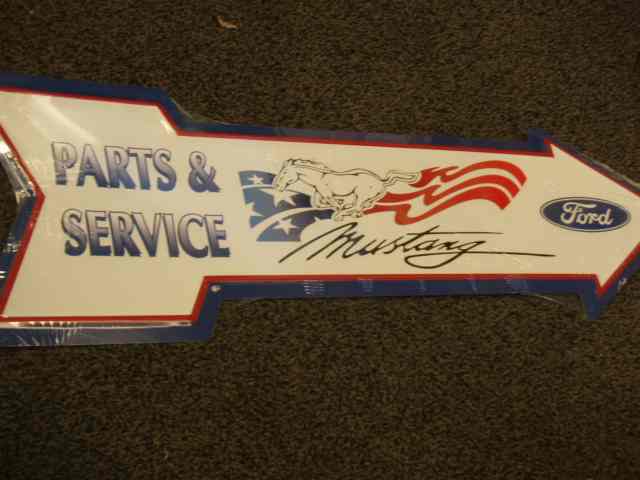 PARTS &
SERVICE
Mustang
Ford